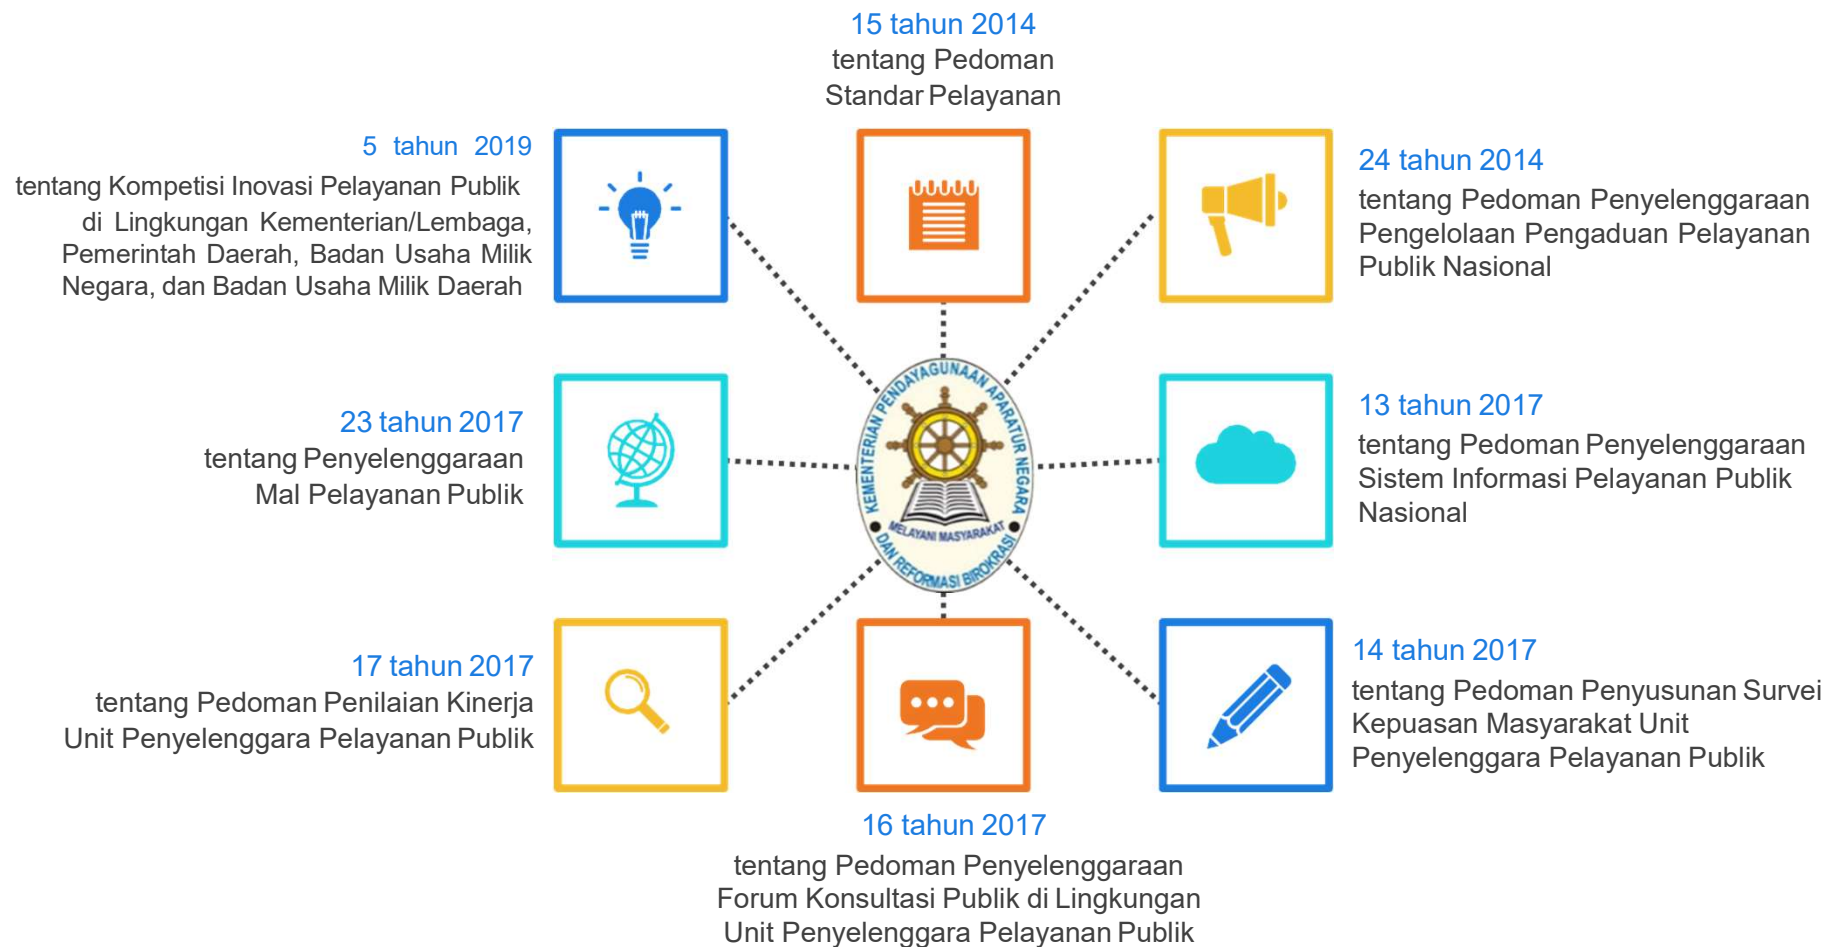 15 tahun 2014
tentang Pedoman
Standar Pelayanan
5 tahun 2019
tentang Kompetisi Inovasi Pelayanan Publik
di Lingkungan Kementerian/Lembaga,
Pemerintah Daerah, Badan Usaha Milik
Negara, dan Badan Usaha Milik Daerah
24 tahun 2014
tentang Pedoman Penyelenggaraan
Pengelolaan Pengaduan Pelayanan
Publik Nasional
23 tahun 2017
tentang Penyelenggaraan
Mal Pelayanan Publik
KEMENTERIAN PENDAYAGUNAAN APARATUR NEGARA
MELAYANI MASYARAKAT
DAN REFORMASI BIROKRASI
13 tahun 2017
tentang Pedoman Penyelenggaraan
Sistem Informasi Pelayanan Publik
Nasional
17 tahun 2017
tentang Pedoman Penilaian Kinerja
Unit Penyelenggara Pelayanan Publik
14 tahun 2017
tentang Pedoman Penyusunan Survei
Kepuasan Masyarakat Unit
Penyelenggara Pelayanan Publik
16 tahun 2017
tentang Pedoman Penyelenggaraan
Forum Konsultasi Publik di Lingkungan
Unit Penyelenggara Pelayanan Publik